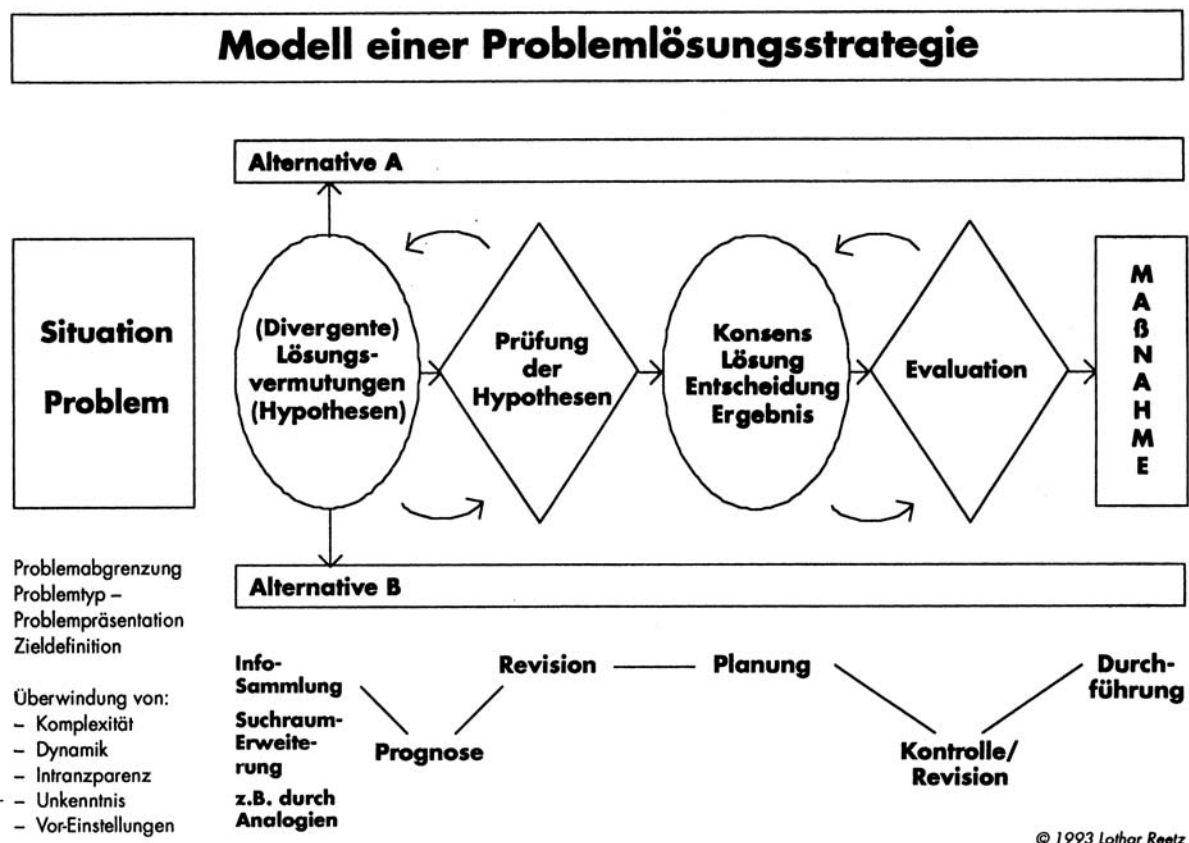 Modell einer Problemlösungsstrategie
Alternative A
Situation
Problem
(Divergente)
Lösungs-
vermutungen
(Hypothesen)
Prüfung
der
Hypothesen
Konsens
Lösung
Entscheidung
Ergebnis
Evaluation
M
A
ß
N
A
H
M
E
Alternative B
Problemabgrenzung
Problemtyp –
Problempräsentation
Zieldefinition
Überwindung von:
– Komplexität
– Dynamik
– Intranzparenz
– Unkenntnis
– Vor-Einstellungen
Info-
Sammlung
Suchraum-
Erweite-
rung
z.B. durch
Analogien
Prognose
Revision
Planung
Kontrolle/
Revision
Durch-
führung
© 1993 Lothar Reetz